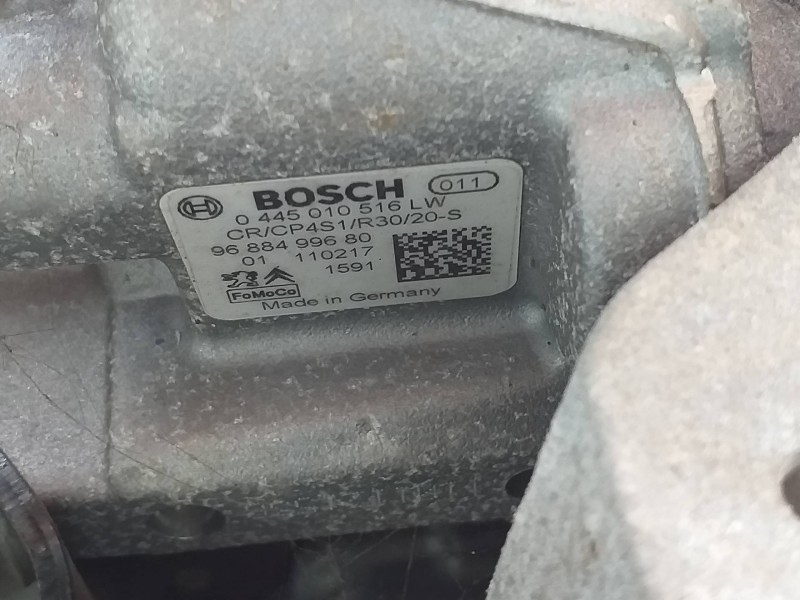 BOSCH 011
0 445 010 516 LW
CR/CP4S1/R30/20-S
96 884 996 80
01 110217
1591
FoMoCo
Made in Germany